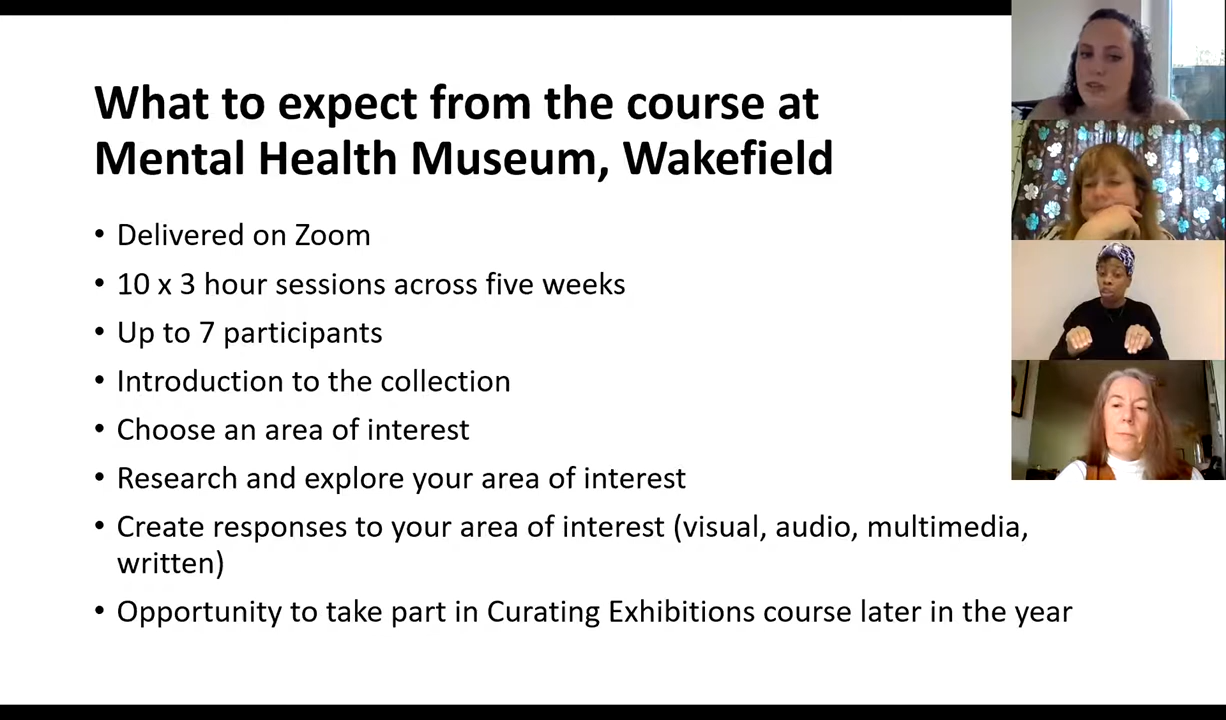 What to expect from the course at
Mental Health Museum, Wakefield
• Delivered on Zoom
• 10 x 3 hour sessions across five weeks
• Up to 7 participants
• Introduction to the collection
• Choose an area of interest
• Research and explore your area of interest
• Create responses to your area of interest (visual, audio, multimedia,
written)
• Opportunity to take part in Curating Exhibitions course later in the year